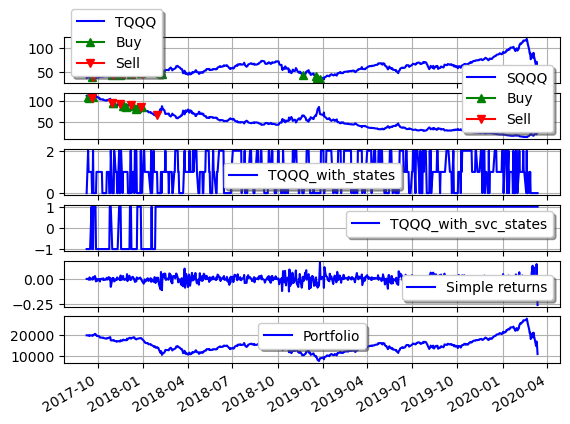 TQQQ
Buy
Sell
100
50
SQQQ
Buy
Sell
100
50
2
0
TQQQ_with_states
1
0
−1
TQQQ_with_svc_states
0.00
−0.25
Simple returns
20000
10000
Portfolio
2017-10 2018-01 2018-04 2018-07 2018-10 2019-01 2019-04 2019-07 2019-10 2020-01 2020-04